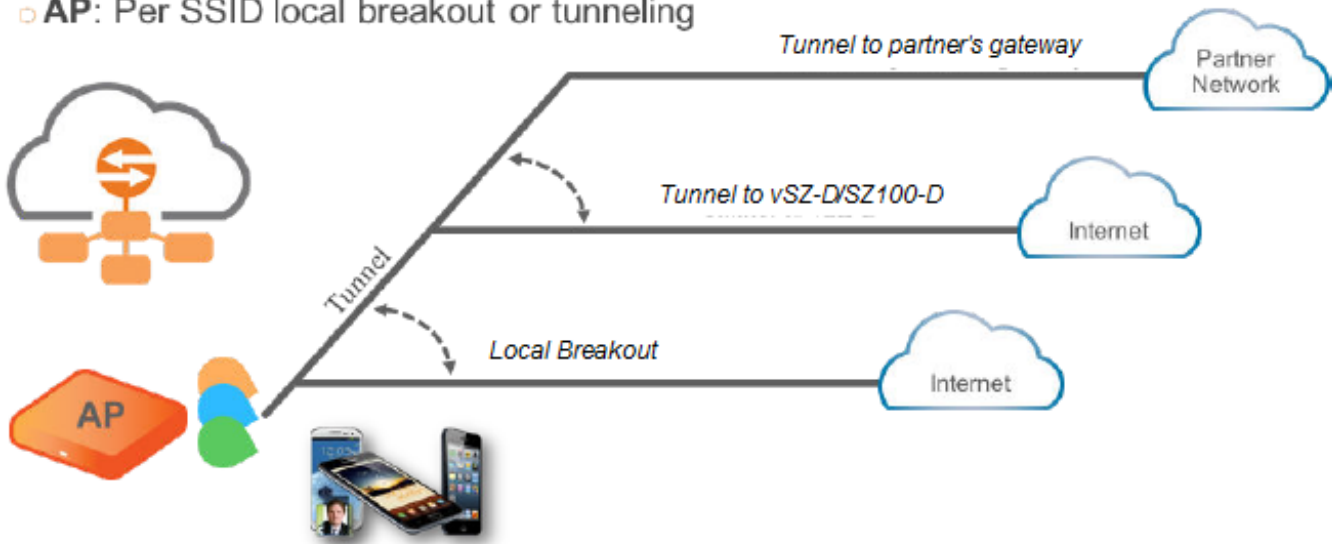 AP: Per SSID local breakout or tunneling
Tunnel to partner's gateway
Partner
Network
Tunnel to vSZ-D/SZ100-D
Internet
Tunnel
Local Breakout
Internet
AP